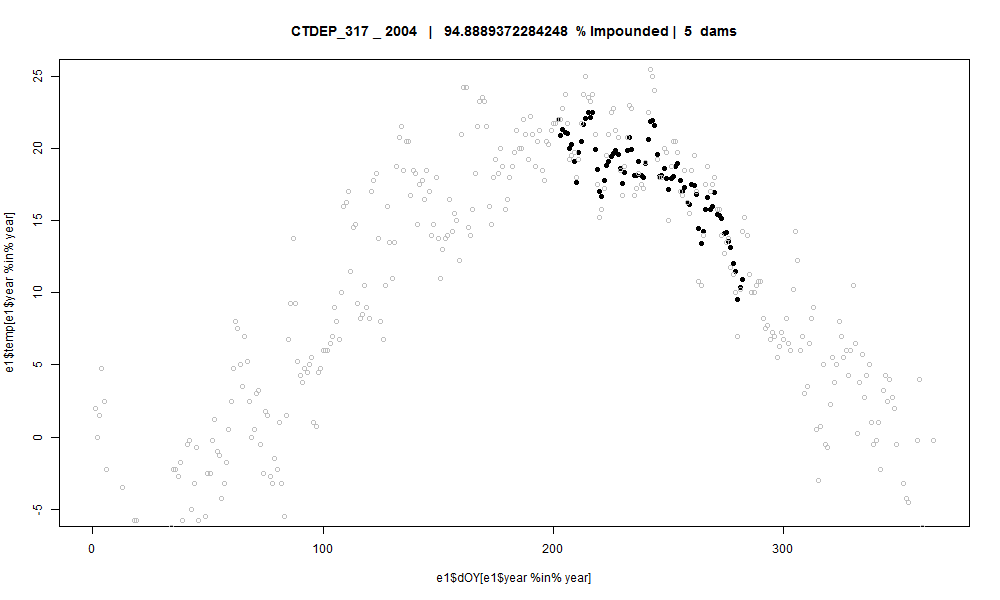 CTDEP_317 _ 2004 | 94.8889372284248 % Impounded | 5 dams
e1$temp[e1$year %in% year]
25
20
15
10
5
0
-5
0 100 200 300
e1$dOY[e1$year %in% year]